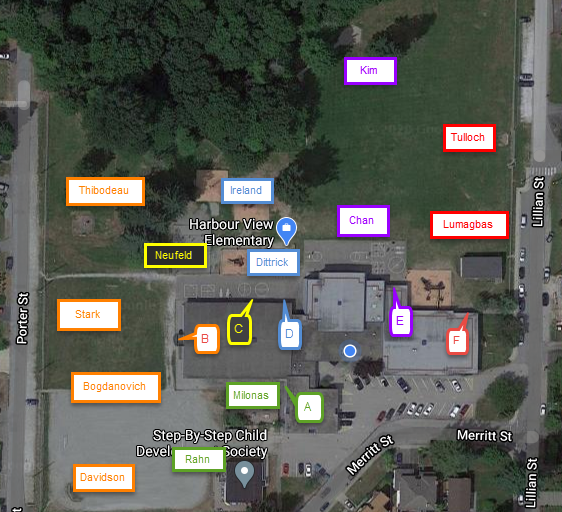 Kim
Tulloch
Thibodeau
Ireland
Lillian St
Harbour View
Elementary
Chan
Lumagbas
Neufeld
Dittrick
Porter St
Stark
B
C
D
E
F
Bogdanovich
Milonas
A
Step-By-Step Child
Society
Merritt St
Merritt St
Rahn
Davidson
Lillian St